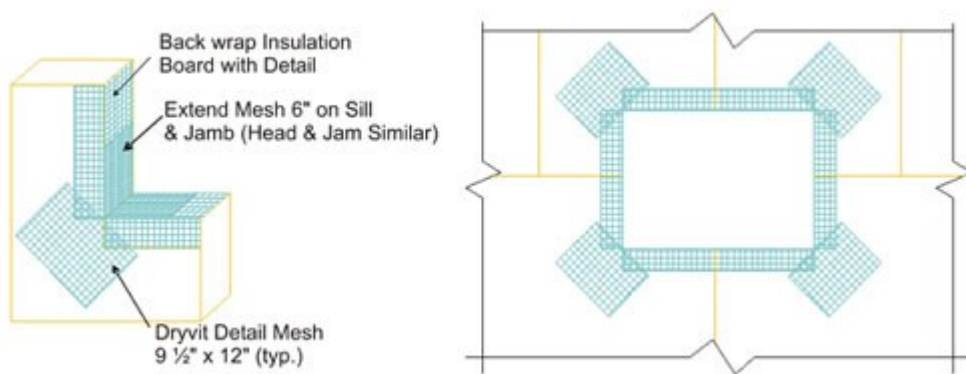 Back wrap Insulation
Board with Detail
Extend Mesh 6" on Sill
& Jamb (Head & Jam Similar)
Dryvit Detail Mesh
9 ½" x 12" (typ.)